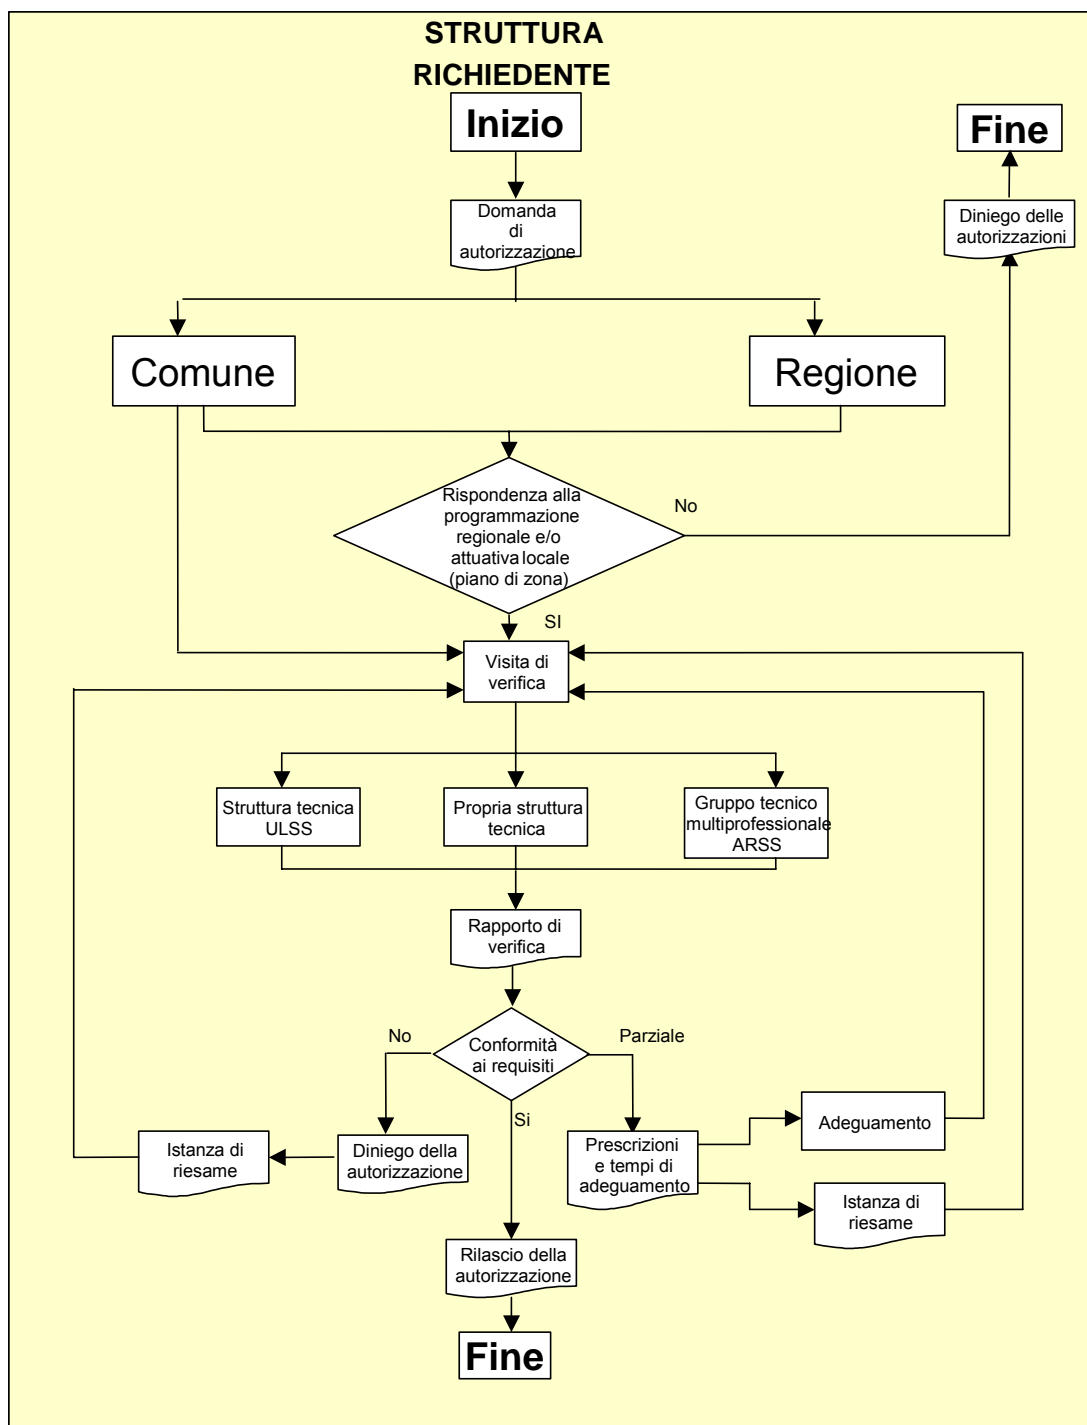 STRUTTURA
RICHIEDENTE
Inizio
Fine
Domanda
di
autorizzazione
Diniego delle
autorizzazioni
Comune
Regione
Rispondenza alla
programmazione
regionale e/o
attuativa locale
(piano di zona)
No
SI
Visita di
verifica
Struttura tecnica
ULSS
Propria struttura
tecnica
Gruppo tecnico
multiprofessionale
ARSS
Rapporto di
verifica
No
Conformità
ai requisiti
Parziale
Si
Istanza di
riesame
Diniego della
autorizzazione
Prescrizioni
e tempi di
adeguamento
Adeguamento
Istanza di
riesame
Rilascio della
autorizzazione
Fine